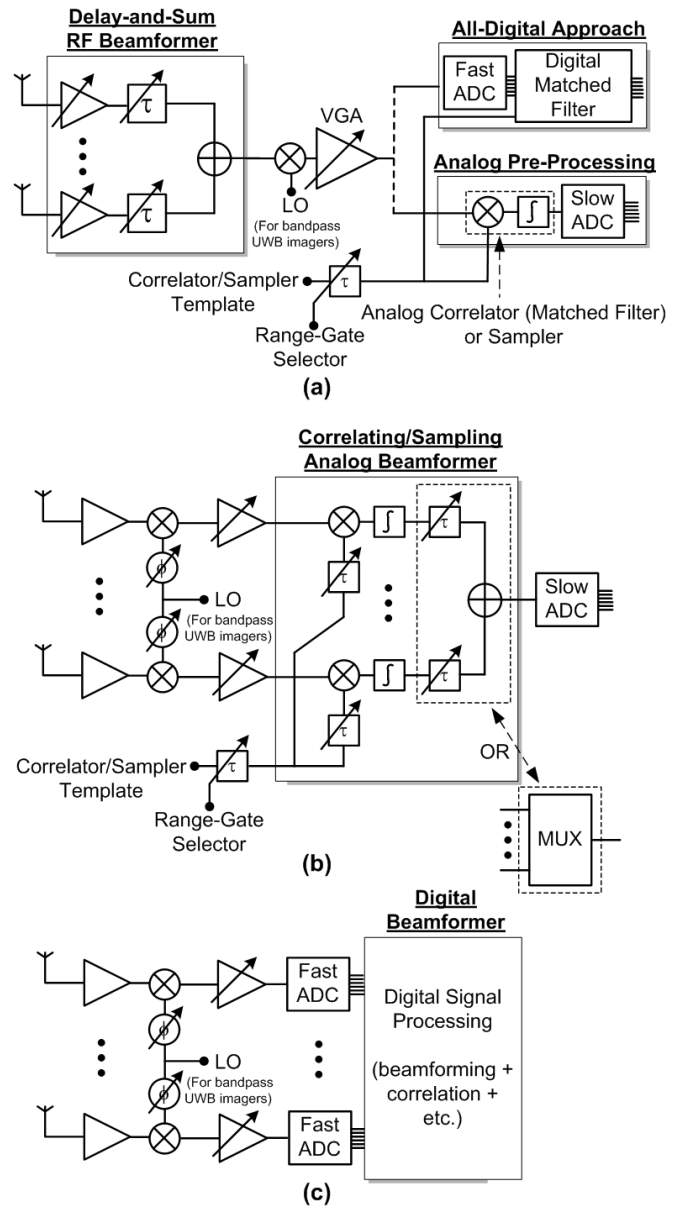 Delay-and-Sum
RF Beamformer
All-Digital Approach
τ
τ
VGA
LO
(For bandpass
UWB imagers)
Fast
ADC
Digital
Matched
Filter
Analog Pre-Processing
∫
Slow
ADC
Correlator/Sampler
Template
τ
Range-Gate
Selector
Analog Correlator (Matched Filter)
or Sampler
(a)
Correlating/Sampling
Analog Beamformer
∫
τ
ϕ
τ
LO
(For bandpass
UWB imagers)
ϕ
Slow
ADC
∫
τ
τ
Correlator/Sampler
Template
τ
Range-Gate
Selector
OR
MUX
(b)
Digital
Beamformer
Fast
ADC
ϕ
LO
(For bandpass
UWB imagers)
ϕ
Fast
ADC
Digital Signal
Processing
(beamforming +
correlation +
etc.)
(c)